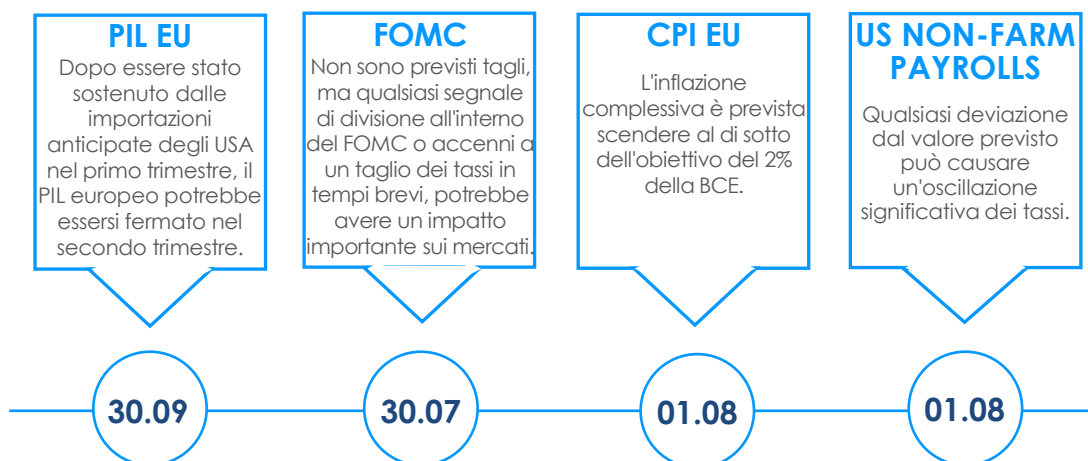 PIL EU
Dopo essere stato
sostenuto dalle
importazioni
anticipate degli USA
nel primo trimestre, il
PIL europeo potrebbe
essersi fermato nel
secondo trimestre.
30.09
FOMC
Non sono previsti tagli,
ma qualsiasi segnale
di divisione all'interno
del FOMC o accenni a
un taglio dei tassi in
tempi brevi, potrebbe
avere un impatto
importante sui mercati.
30.07
CPI EU
L'inflazione
complessiva è prevista
scendere al di sotto
dell'obiettivo del 2%
della BCE.
01.08
US NON-FARM
PAYROLLS
Qualsiasi deviazione
dal valore previsto
può causare
un'oscillazione
significativa dei tassi.
01.08